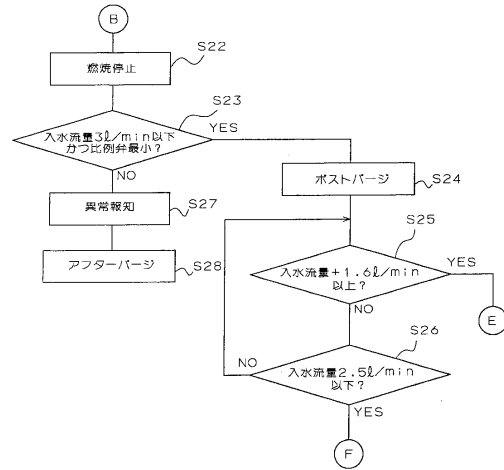 B
S22
燃焼停止
S23
入水流量3ℓ/min以下
かつ比例弁最小?
YES
NO
ポストパージ
S24
異常報知
S27
アフターパージ
S28
S25
入水流量+1.6ℓ/min
以上?
YES
NO
E
S26
入水流量2.5ℓ/min
以下?
NO
YES
F